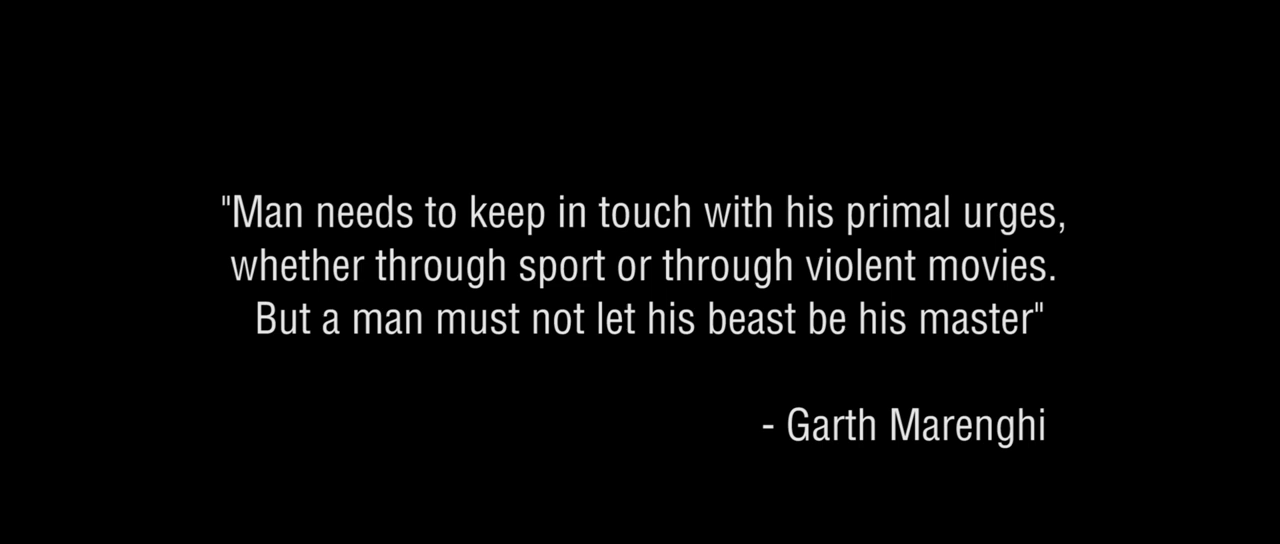 "Man needs to keep in touch with his primal urges,
whether through sport or through violent movies.
But a man must not let his beast be his master"
- Garth Marenghi